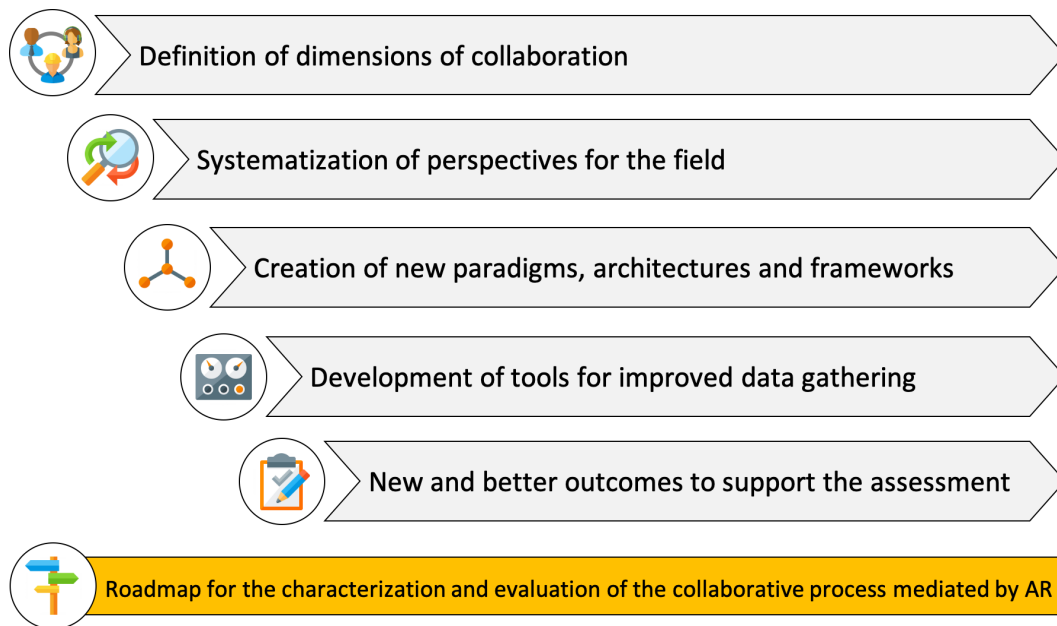 Definition of dimensions of collaboration
Systematization of perspectives for the field
Creation of new paradigms, architectures and frameworks
Development of tools for improved data gathering
New and better outcomes to support the assessment
Roadmap for the characterization and evaluation of the collaborative process mediated by AR